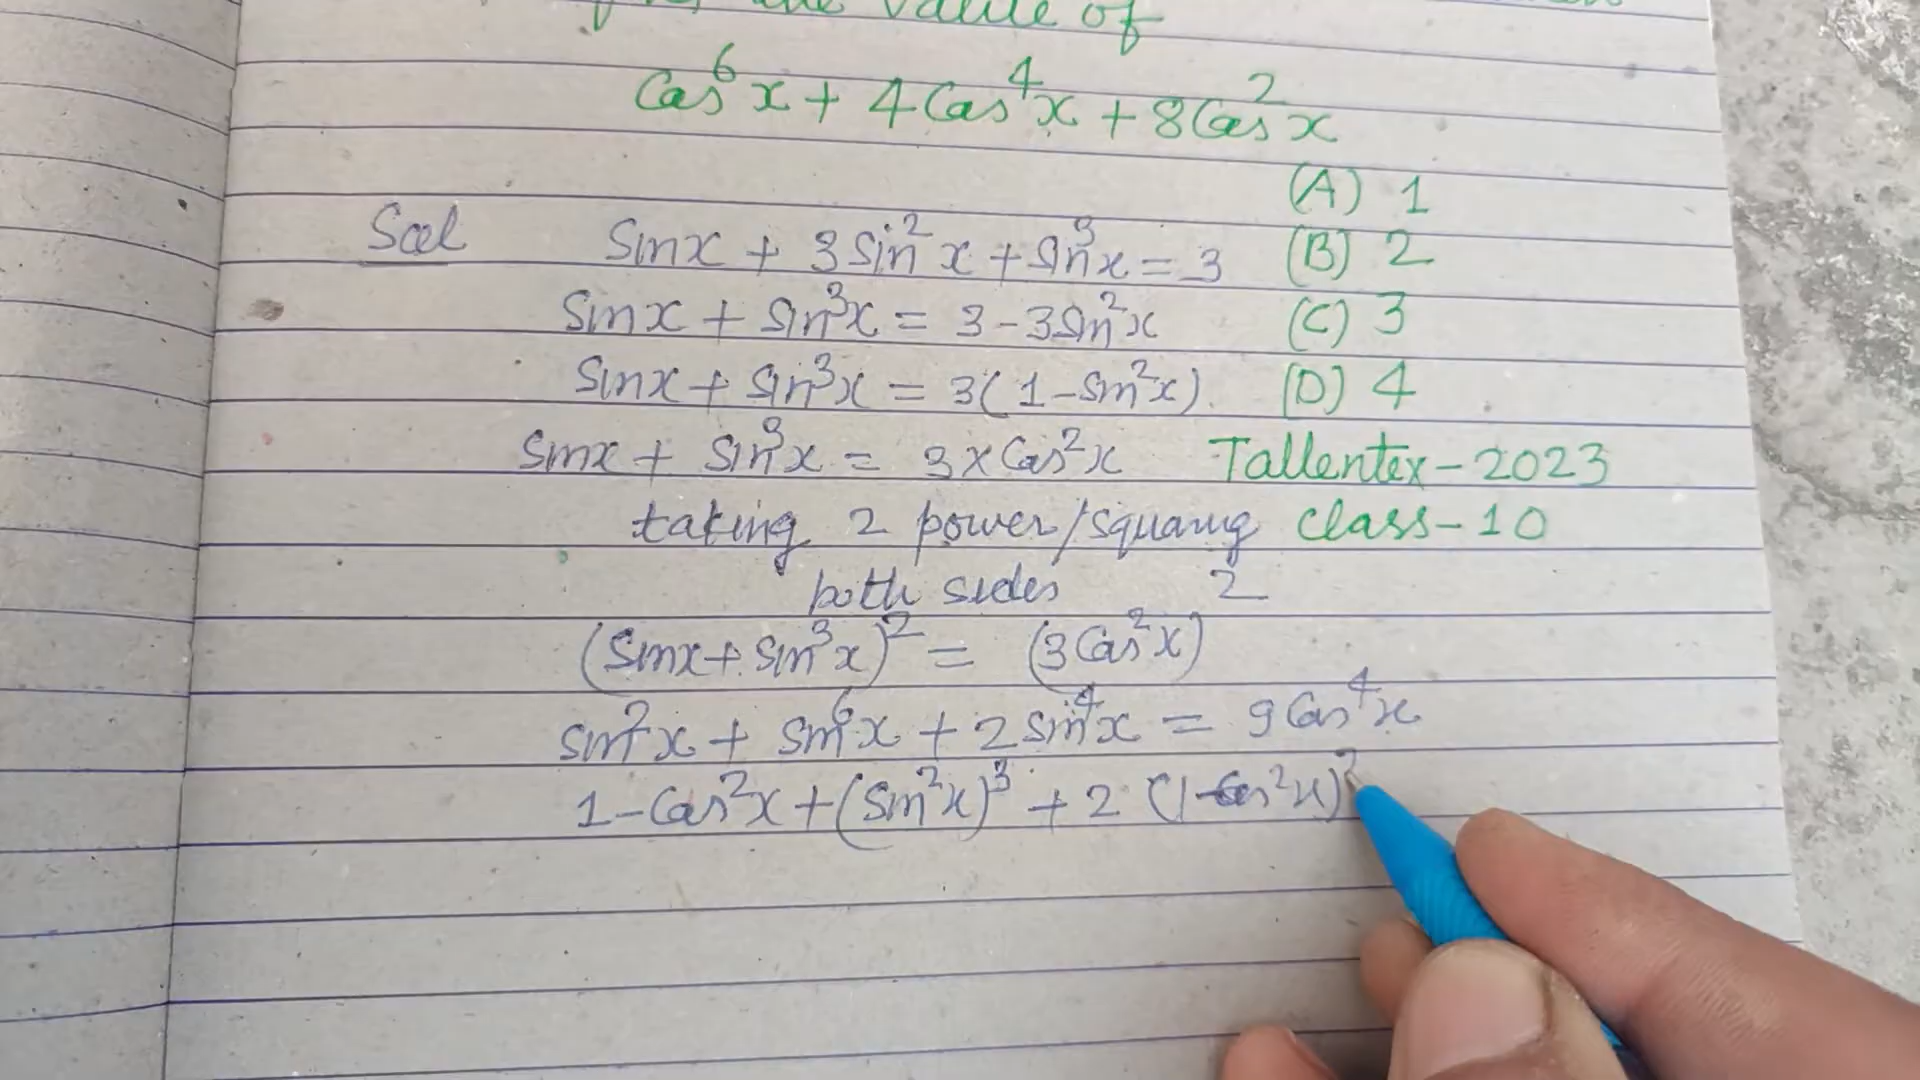 the value of
Cos⁶x + 4Cos⁴x + 8Cos²x
(A) 1
Sol Sinx + 3Sin²x + Sin³x = 3 (B) 2
Sinx + Sin³x = 3 - 3Sin²x (C) 3
Sinx + Sin³x = 3(1 - Sin²x). (D) 4
Sinx + Sin³x = 3 x Cos²x Tallentex - 2023
taking 2 power/squaring class - 10
both sides
(Sinx + Sin³x)² = (3Cos²x)²
Sin²x + Sin⁶x + 2Sin⁴x = 9Cos⁴x
1 - Cos²x + (Sin²x)³ + 2 (1 - Cos²x)²